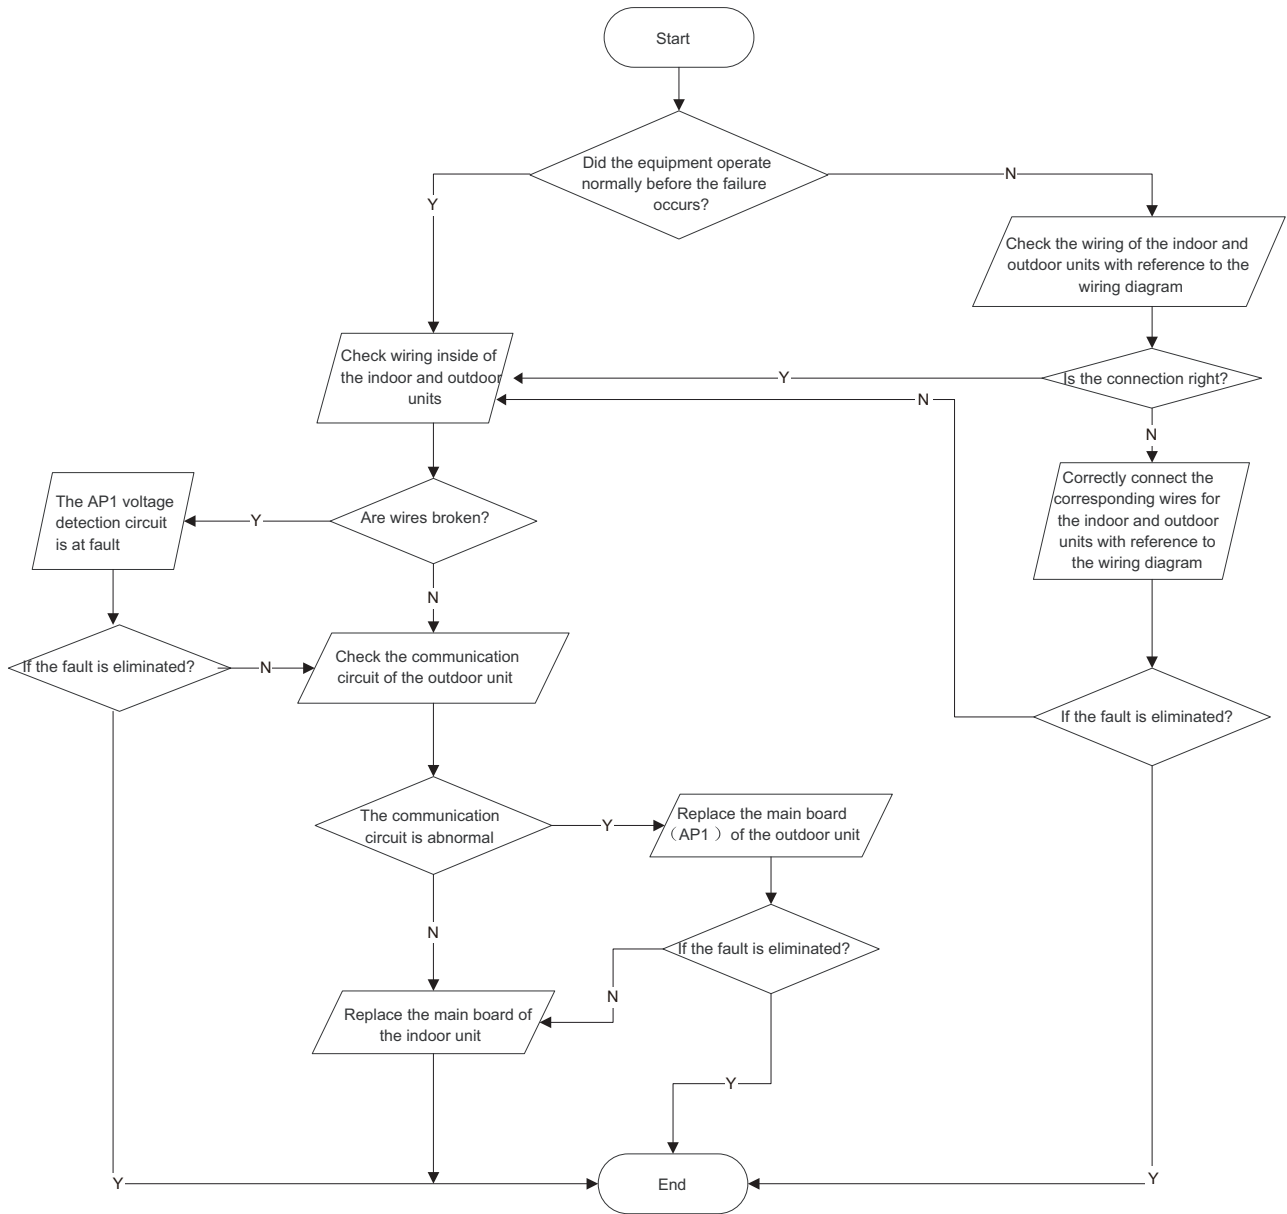 Start
Did the equipment operate
normally before the failure
occurs?
N
Y
Check the wiring of the indoor and
outdoor units with reference to the
wiring diagram
Check wiring inside of
the indoor and outdoor
units
Y
Is the connection right?
N
N
Correctly connect the
corresponding wires for
the indoor and outdoor
units with reference to
the wiring diagram
The AP1 voltage
detection circuit
is at fault
Y
Are wires broken?
N
If the fault is eliminated?
N
Check the communication
circuit of the outdoor unit
If the fault is eliminated?
The communication
circuit is abnormal
Y
Replace the main board
（AP1 ）of the outdoor unit
N
If the fault is eliminated?
N
Replace the main board of
the indoor unit
Y
Y
End
Y